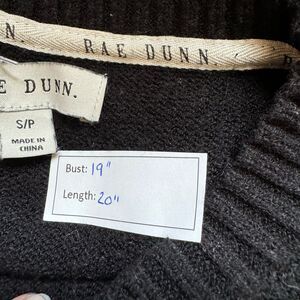 N RAE DUNN.
E DUNN.
S/P
MADE IN
CHINA
Bust: 19"
Length: 20"